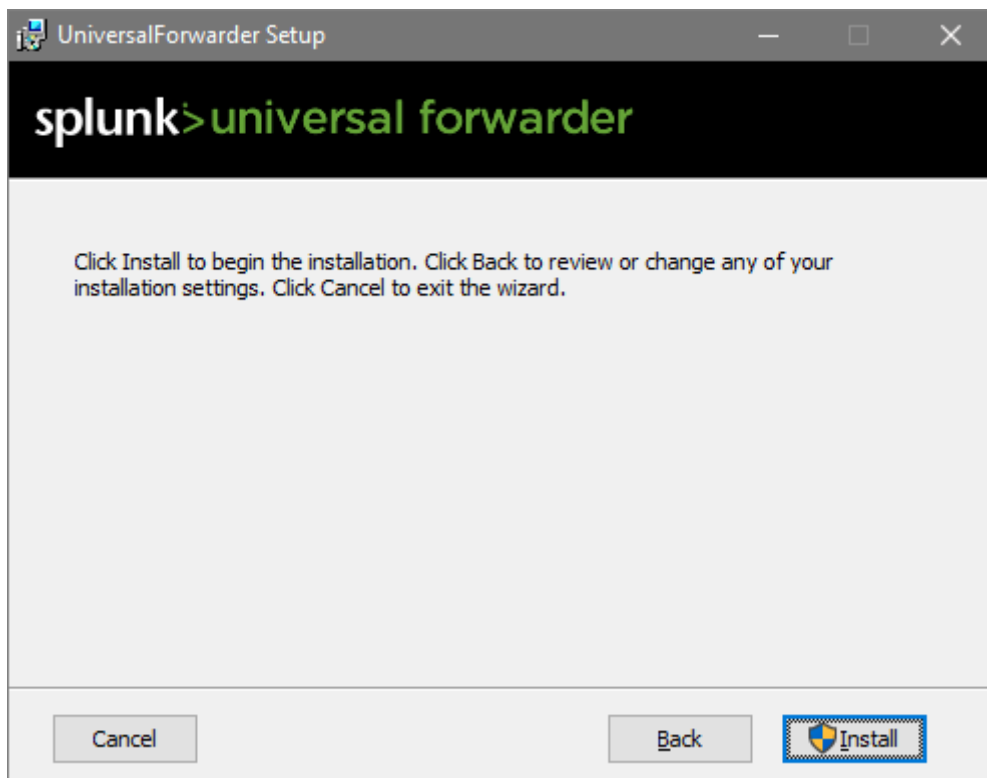 UniversalForwarder Setup
splunk>universal forwarder
Click Install to begin the installation. Click Back to review or change any of your
installation settings. Click Cancel to exit the wizard.
Cancel
Back
Install